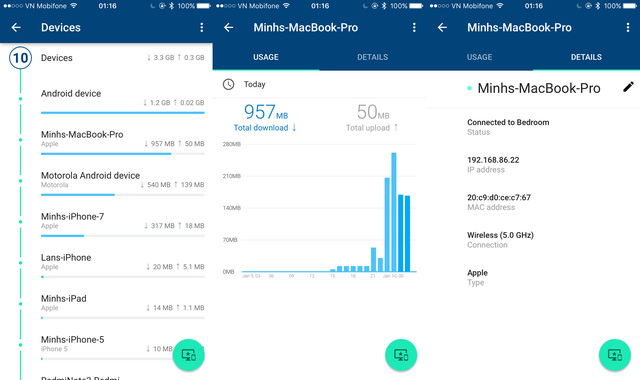 VN Mobifone 01:16 100%
Devices
10 Devices ↓ 3.3 GB ↑ 0.3 GB
Android device
↓ 1.2 GB ↑ 0.02 GB
Minhs-MacBook-Pro
Apple ↓ 957 MB ↑ 50 MB
Motorola Android device
Motorola ↓ 540 MB ↑ 139 MB
Minhs-iPhone-7
Apple ↓ 317 MB ↑ 18 MB
Lans-iPhone
Apple ↓ 20 MB ↑ 5.1 MB
Minhs-iPad
Apple ↓ 14 MB ↑ 1.1 MB
Minhs-iPhone-5
iPhone 5 ↓ 10 MB
VN Mobifone 01:16 100%
Minhs-MacBook-Pro
USAGE DETAILS
Today
957 MB 50 MB
Total download ↓ Total upload ↑
280MB
210MB
140MB
70MB
0MB
Jan 9, 03 06 09 12 15 18 21 Jan 10, 00
VN Mobifone 01:16 100%
Minhs-MacBook-Pro
USAGE DETAILS
Minhs-MacBook-Pro
Connected to Bedroom
Status
192.168.86.22
IP address
20:c9:d0:ce:c7:67
MAC address
Wireless (5.0 GHz)
Connection
Apple
Type